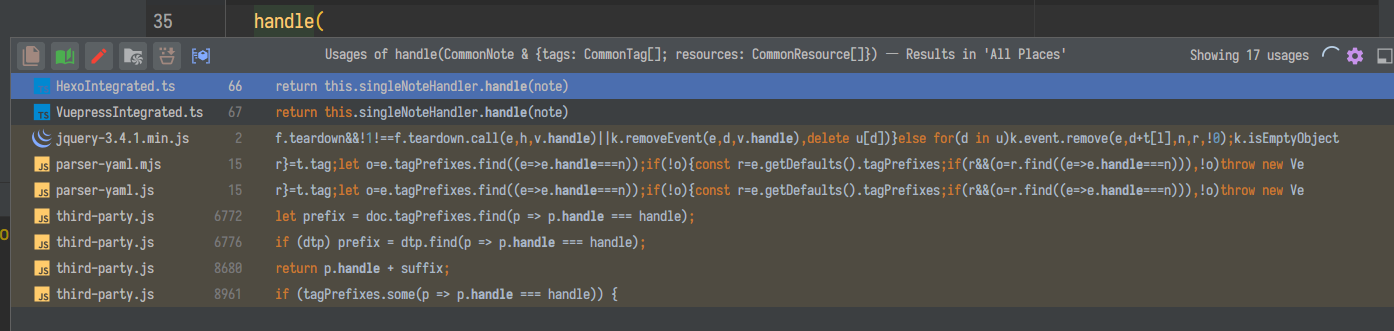 35 handle(
Usages of handle(CommonNote & {tags: CommonTag[]; resources: CommonResource[]}) — Results in 'All Places' Showing 17 usages
HexoIntegrated.ts 66 return this.singleNoteHandler.handle(note)
VuepressIntegrated.ts 67 return this.singleNoteHandler.handle(note)
jquery-3.4.1.min.js 2 f.teardown&&!1!==f.teardown.call(e,h,v.handle)||k.removeEvent(e,d,v.handle),delete u[d])}else for(d in u)k.event.remove(e,d+t[l],n,r,!0);k.isEmptyObject
parser-yaml.mjs 15 r}=t.tag;let o=e.tagPrefixes.find((e=>e.handle===n));if(!o){const r=e.getDefaults().tagPrefixes;if(r&&(o=r.find((e=>e.handle===n))),!o)throw new Ve
parser-yaml.js 15 r}=t.tag;let o=e.tagPrefixes.find((e=>e.handle===n));if(!o){const r=e.getDefaults().tagPrefixes;if(r&&(o=r.find((e=>e.handle===n))),!o)throw new Ve
third-party.js 6772 let prefix = doc.tagPrefixes.find(p => p.handle === handle);
third-party.js 6776 if (dtp) prefix = dtp.find(p => p.handle === handle);
third-party.js 8680 return p.handle + suffix;
third-party.js 8961 if (tagPrefixes.some(p => p.handle === handle)) {